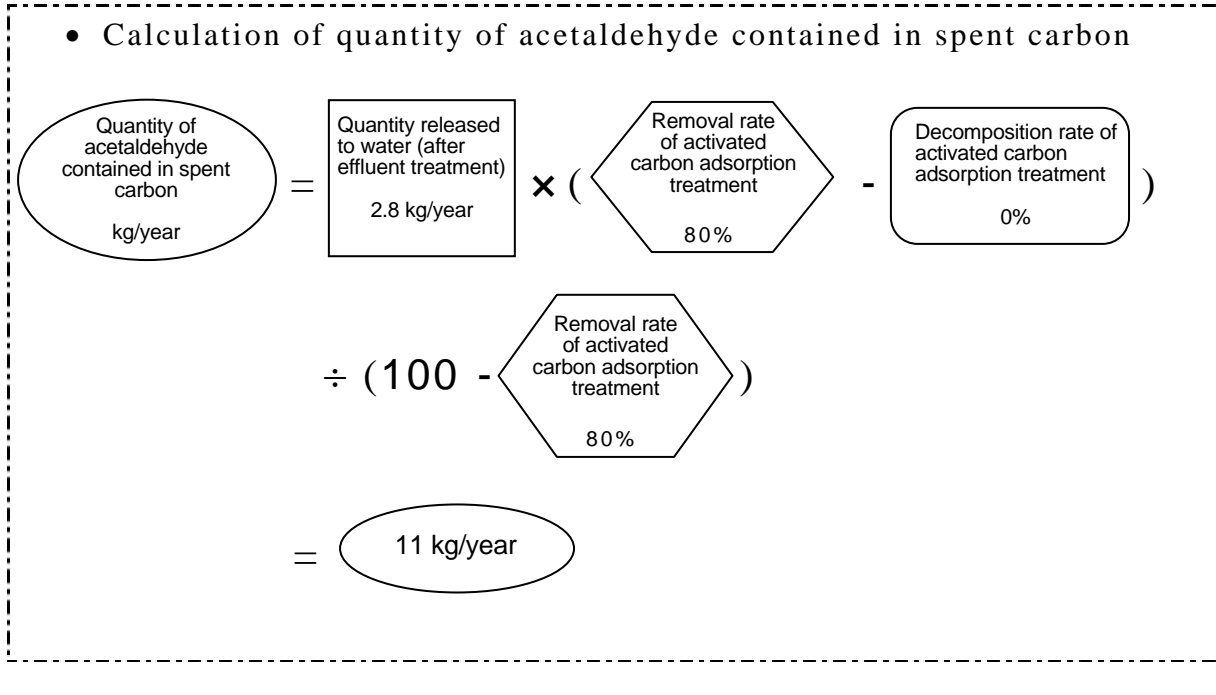 • Calculation of quantity of acetaldehyde contained in spent carbon
Quantity of
acetaldehyde
contained in spent
carbon
kg/year
=
Quantity released
to water (after
effluent treatment)
2.8 kg/year
× (
Removal rate
of activated
carbon adsorption
treatment
80%
-
Decomposition rate of
activated carbon
adsorption treatment
0%
)
÷ (100 -
Removal rate
of activated
carbon adsorption
treatment
80%
)
=
11 kg/year